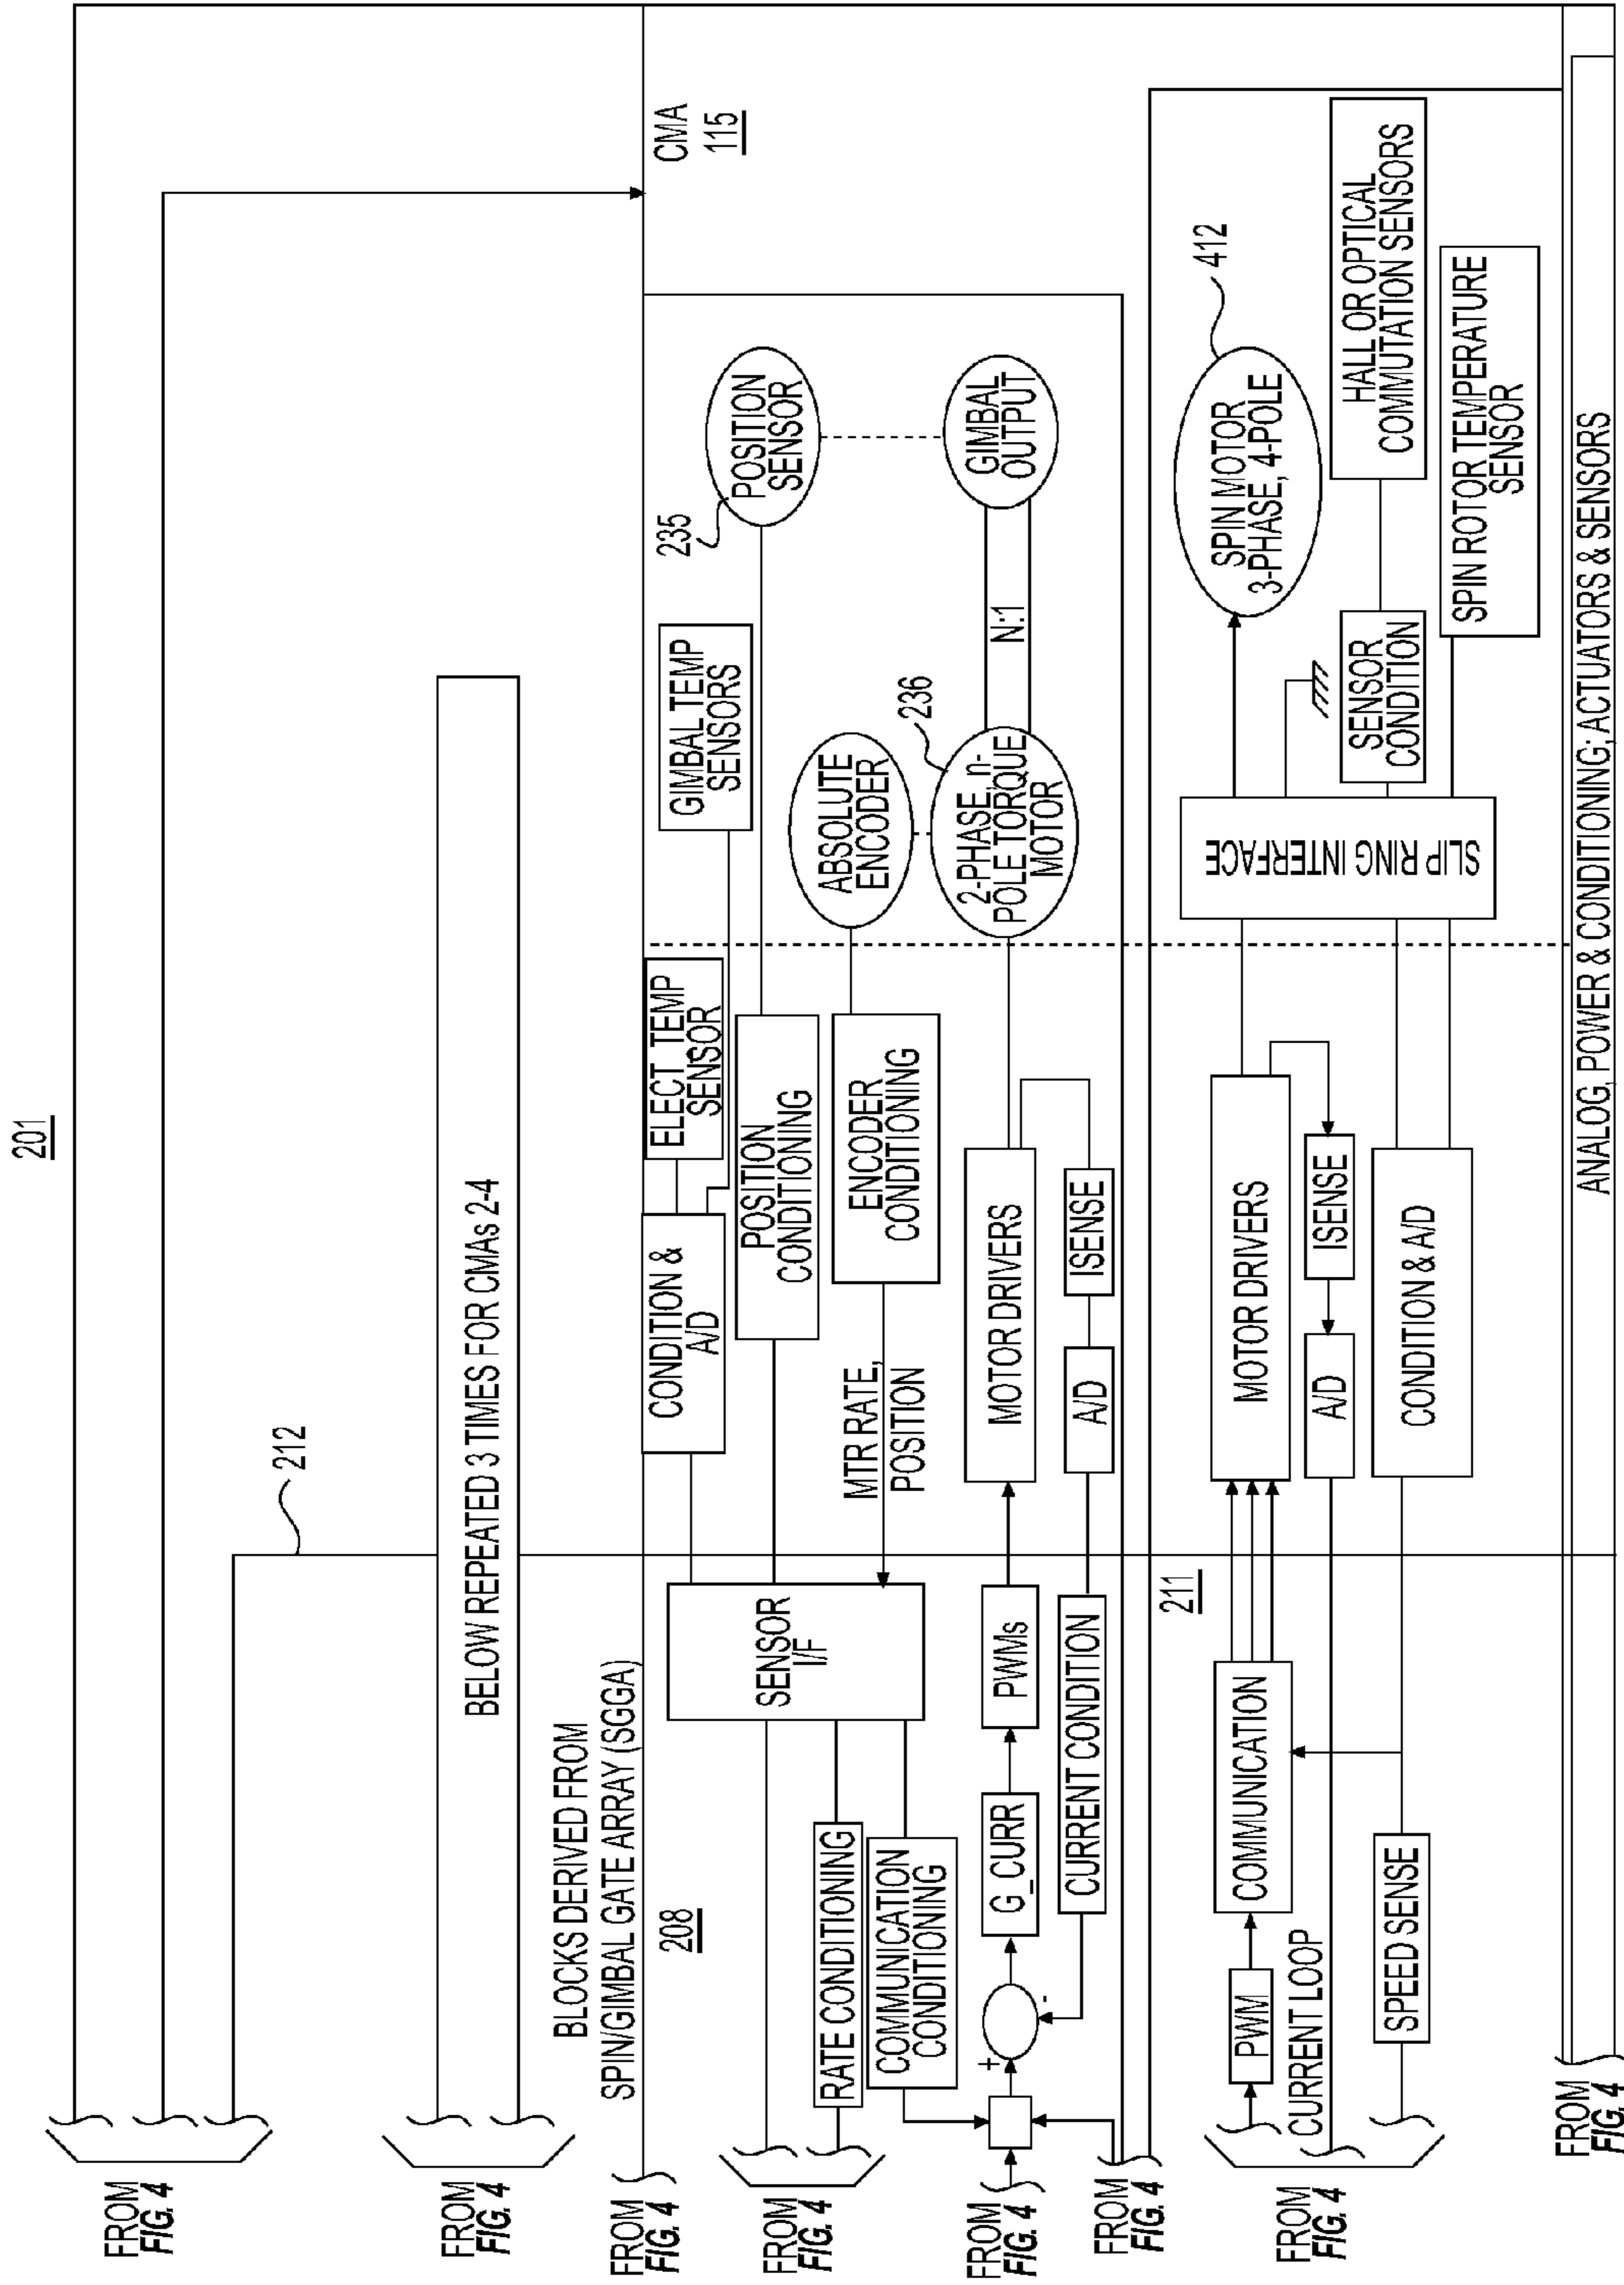 201
FROM
FIG. 4
212
FROM
FIG. 4
BELOW REPEATED 3 TIMES FOR CMAs 2-4
BLOCKS DERIVED FROM
SPIN/GIMBAL GATE ARRAY (SGGA)
FROM
FIG. 4
CMA
115
208
SENSOR
I/F
CONDITION &
A/D
ELECT TEMP
SENSOR
GIMBAL TEMP
SENSORS
POSITION
CONDITIONING
235
POSITION
SENSOR
FROM
FIG. 4
RATE CONDITIONING
COMMUNICATION
CONDITIONING
MTR RATE,
POSITION
ENCODER
CONDITIONING
ABSOLUTE
ENCODER
FROM
FIG. 4
+
-
G_CURR
PWMs
MOTOR DRIVERS
2-PHASE, n-
POLE TORQUE
MOTOR
236
N:1
GIMBAL
OUTPUT
CURRENT CONDITION
A/D
ISENSE
FROM
FIG. 4
211
FROM
FIG. 4
PWM
COMMUNICATION
MOTOR DRIVERS
SLIP RING INTERFACE
SPIN MOTOR
3-PHASE, 4-POLE
412
CURRENT LOOP
A/D
ISENSE
SENSOR
CONDITION
HALL OR OPTICAL
COMMUTATION SENSORS
SPEED SENSE
CONDITION & A/D
SPIN ROTOR TEMPERATURE
SENSOR
FROM
FIG. 4
ANALOG, POWER & CONDITIONING; ACTUATORS & SENSORS